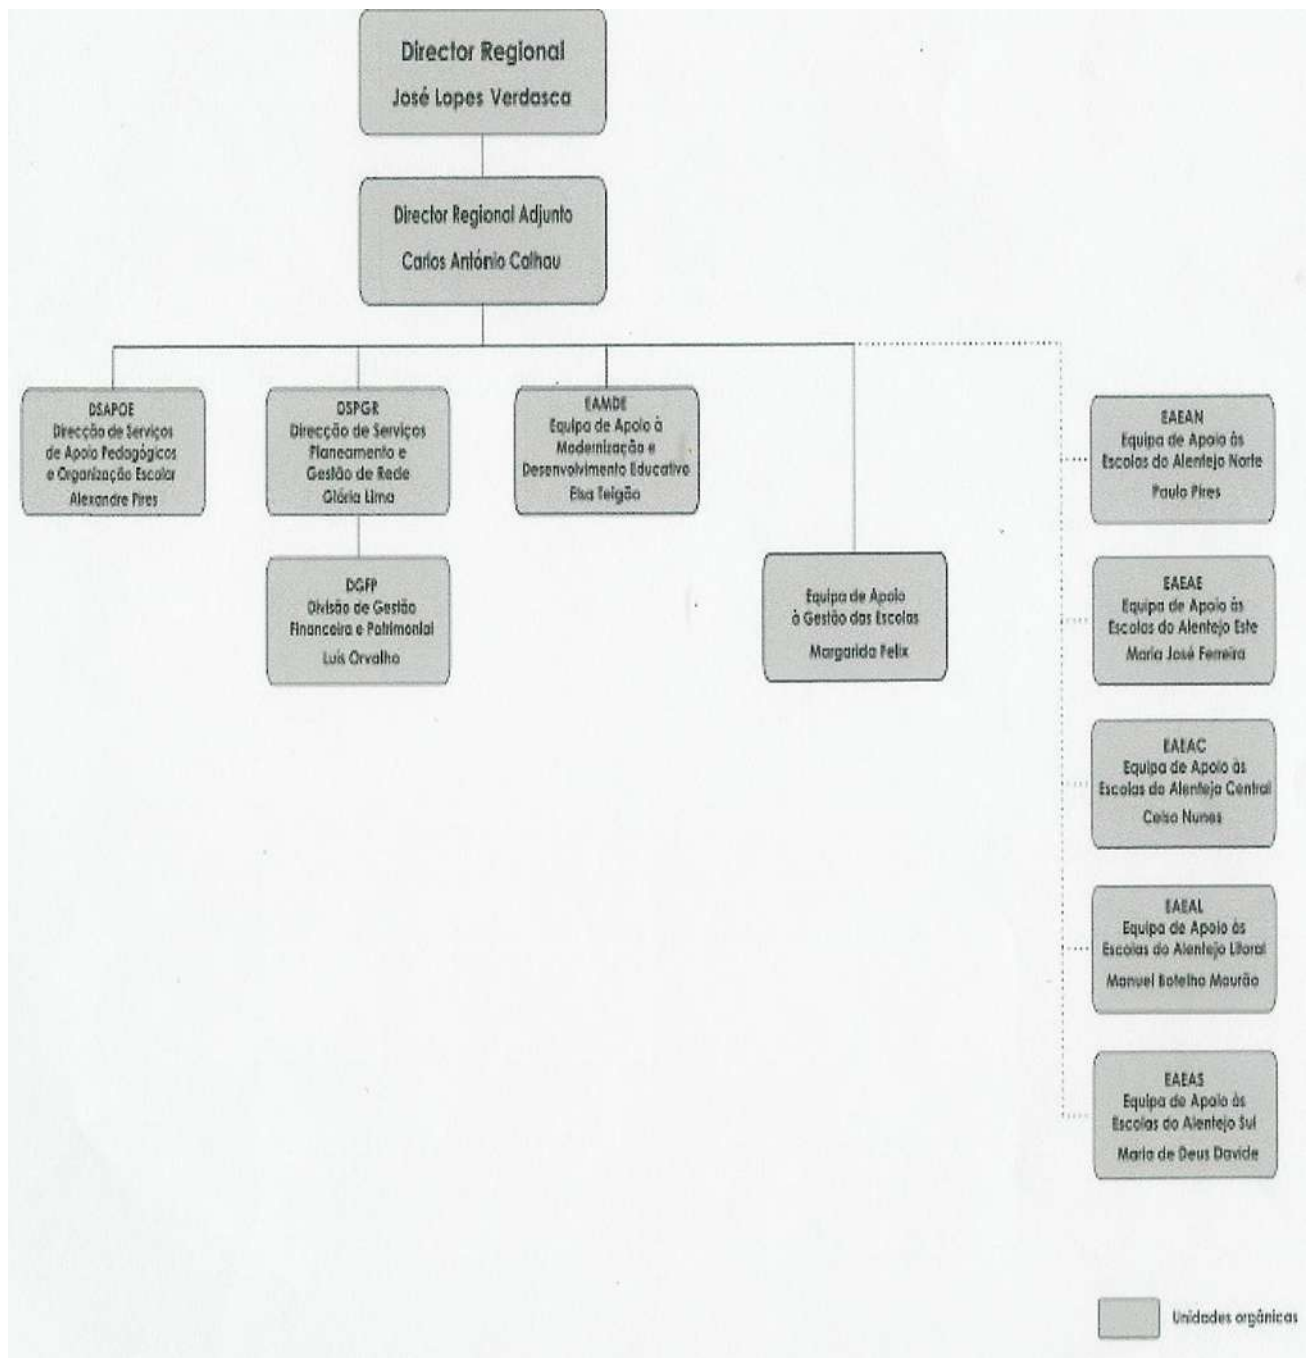 Director Regional
José Lopes Verdasca
Director Regional Adjunto
Carlos António Calhau
DSAPOE
Direcção de Serviços
de Apoio Pedagógicos
e Organização Escolar
Alexandre Pires
DSPGR
Direcção de Serviços
Planeamento e
Gestão de Rede
Glória Lima
EAMDE
Equipa de Apoio à
Modernização e
Desenvolvimento Educativo
Elsa Teigão
DGFP
Divisão de Gestão
Financeira e Patrimonial
Luís Orvalho
Equipa de Apoio
à Gestão das Escolas
Margarida Felix
EAEAN
Equipa de Apoio às
Escolas do Alentejo Norte
Paulo Pires
EAEAE
Equipa de Apoio às
Escolas do Alentejo Este
Maria José Ferreira
EAEAC
Equipa de Apoio às
Escolas do Alentejo Central
Celso Nunes
EAEAL
Equipa de Apoio às
Escolas do Alentejo Litoral
Manuel Botelho Mourão
EAEAS
Equipa de Apoio às
Escolas do Alentejo Sul
Maria de Deus Davide
Unidades orgânicas